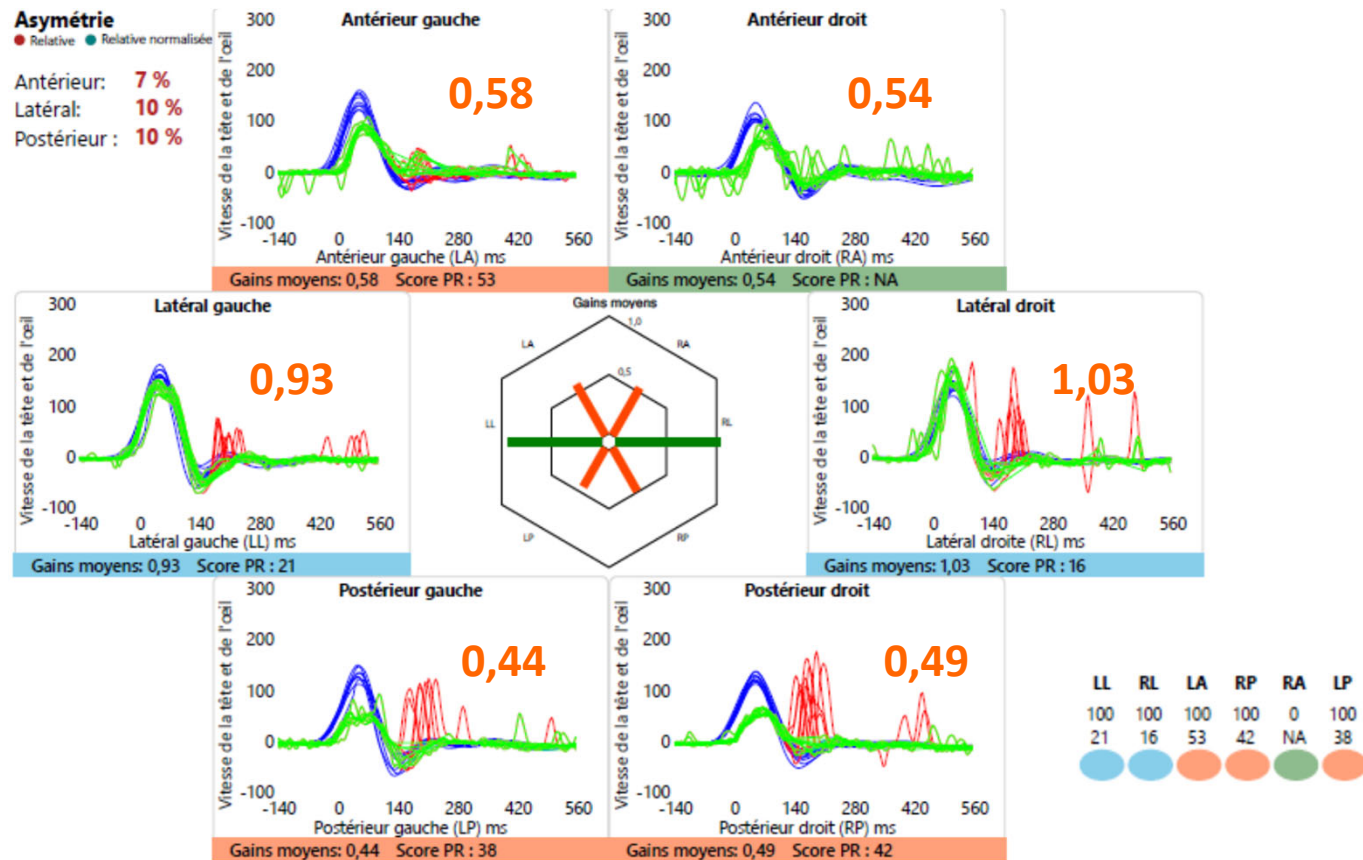 Asymétrie
Relative Relative normalisée
Antérieur: 7 %
Latéral: 10 %
Postérieur : 10 %
Antérieur gauche
Vitesse de la tête et de l'œil
300
200
100
0
-100
-140 0 140 280 420 560
0,58
Antérieur gauche (LA) ms
Gains moyens: 0,58 Score PR : 53
Antérieur droit
Vitesse de la tête et de l'œil
300
200
100
0
-100
-140 0 140 280 420 560
0,54
Antérieur droit (RA) ms
Gains moyens: 0,54 Score PR : NA
Latéral gauche
Vitesse de la tête et de l'œil
300
200
100
0
-100
-140 0 140 280 420 560
0,93
Latéral gauche (LL) ms
Gains moyens: 0,93 Score PR : 21
Gains moyens
1,0
LA RA
0,5
LL RL
LP RP
Latéral droit
Vitesse de la tête et de l'œil
300
200
100
0
-100
-140 0 140 280 420 560
1,03
Latéral droite (RL) ms
Gains moyens: 1,03 Score PR : 16
Postérieur gauche
Vitesse de la tête et de l'œil
300
200
100
0
-100
-140 0 140 280 420 560
0,44
Postérieur gauche (LP) ms
Gains moyens: 0,44 Score PR : 38
Postérieur droit
Vitesse de la tête et de l'œil
300
200
100
0
-100
-140 0 140 280 420 560
0,49
Postérieur droit (RP) ms
Gains moyens: 0,49 Score PR : 42
LL RL LA RP RA LP
100 100 100 100 0 100
21 16 53 42 NA 38